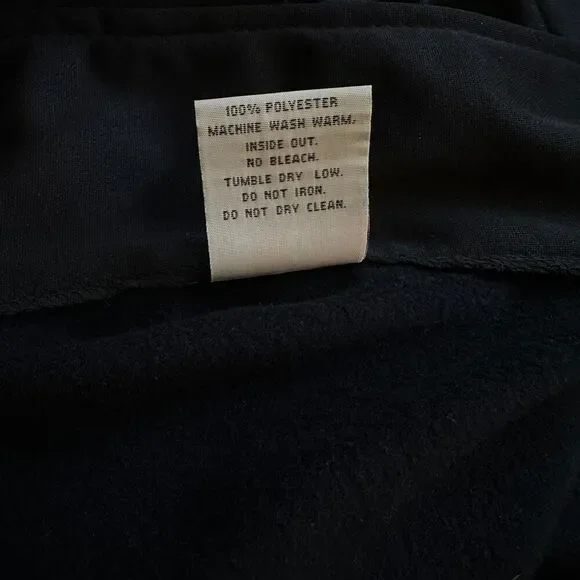 100% POLYESTER
MACHINE WASH WARM.
INSIDE OUT.
NO BLEACH.
TUMBLE DRY LOW.
DO NOT IRON.
DO NOT DRY CLEAN.